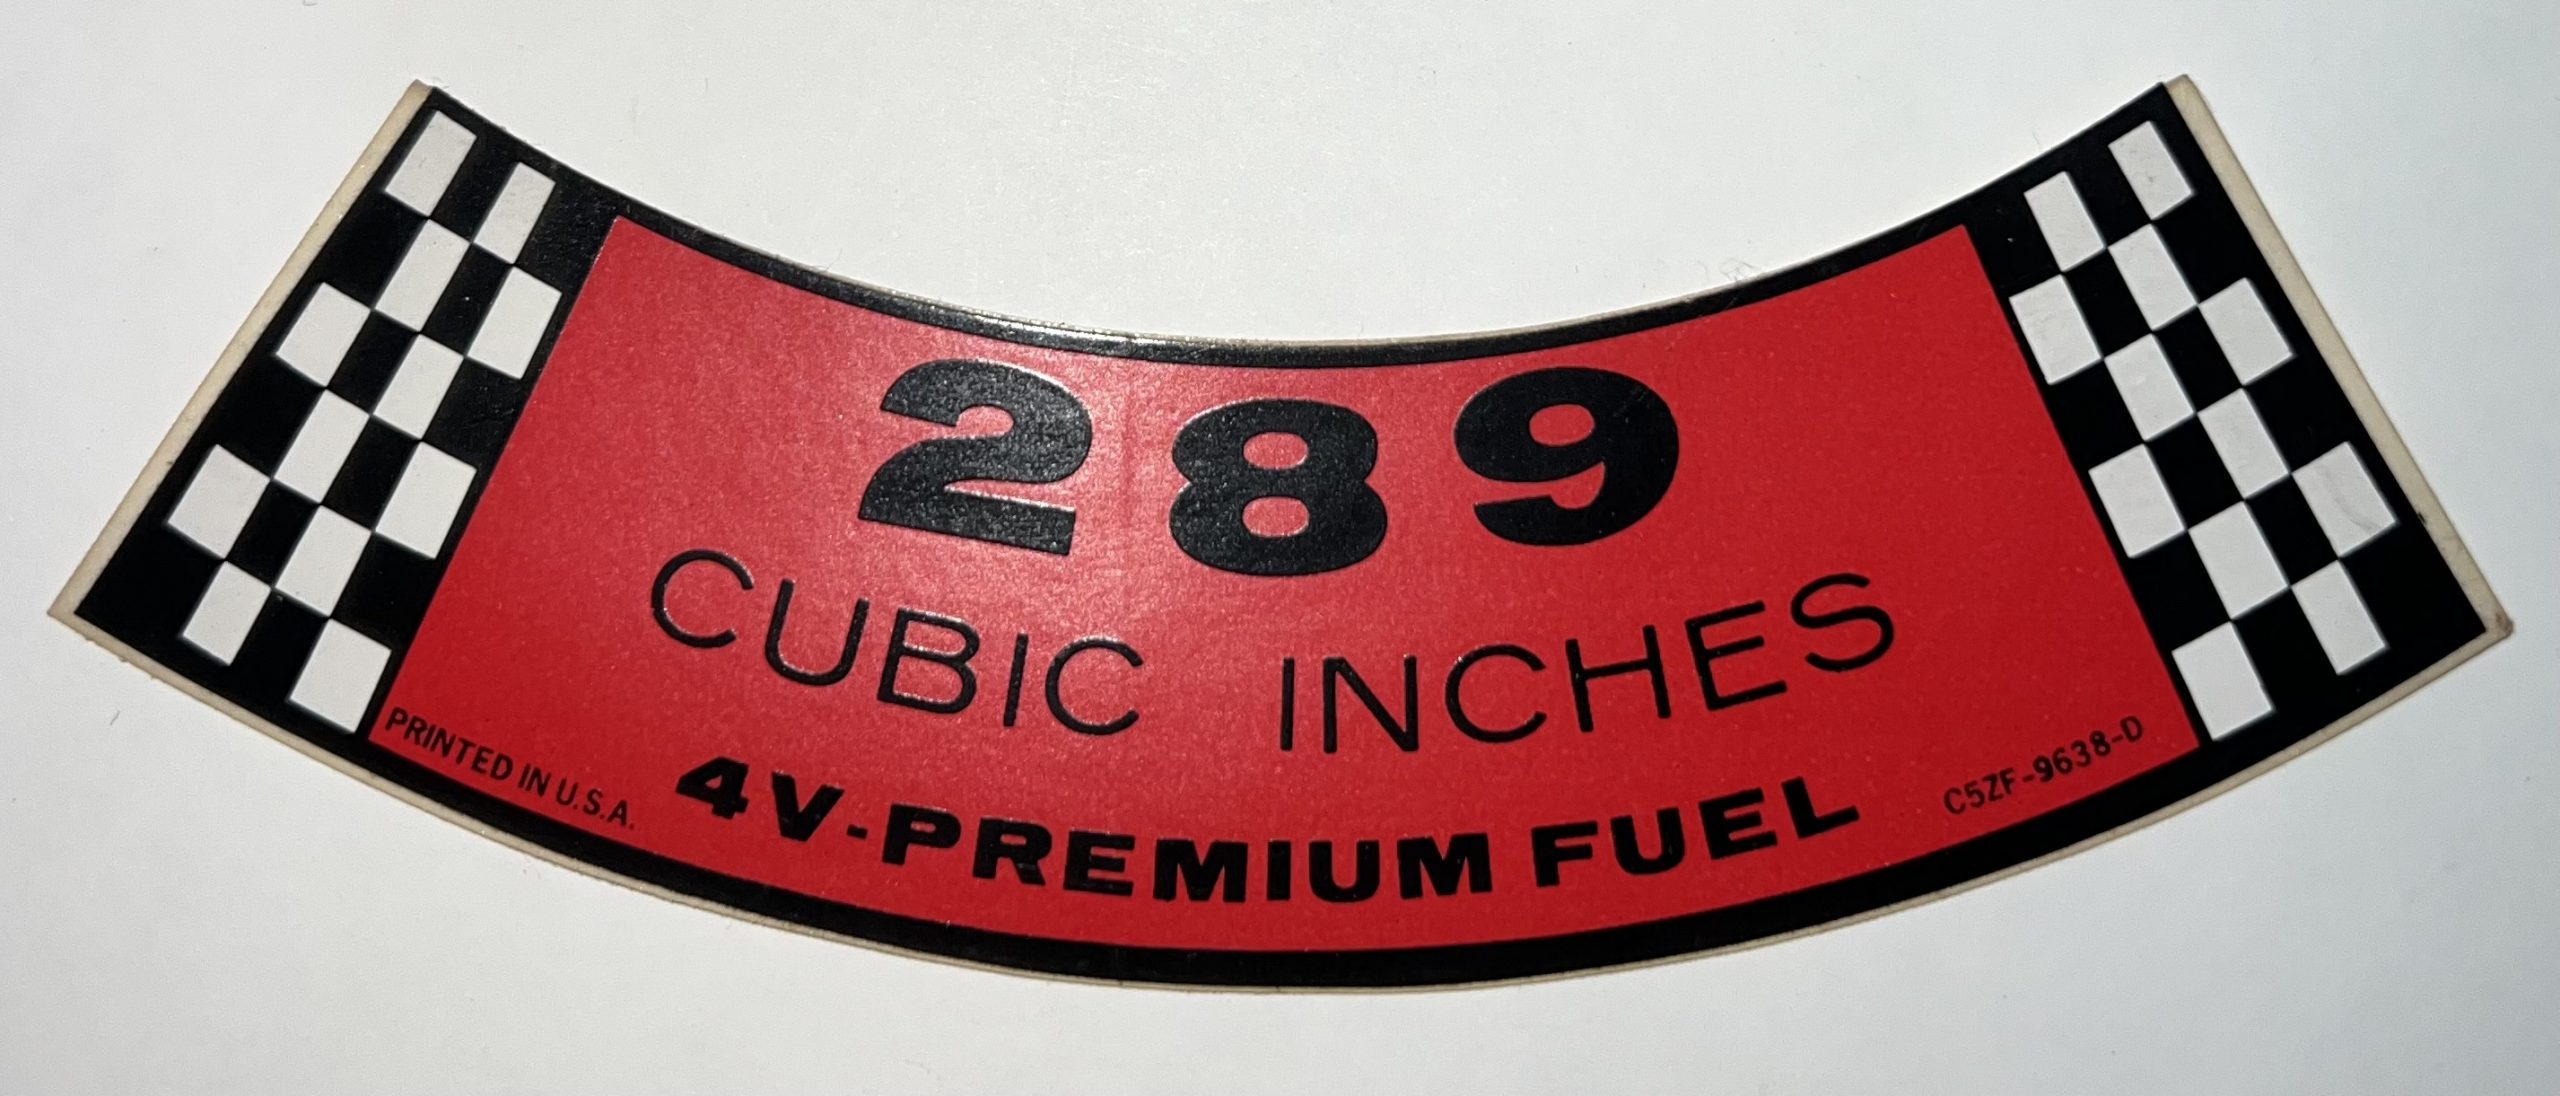 289
CUBIC INCHES
4V-PREMIUM FUEL
PRINTED IN U.S.A.
C5ZF-9638-D